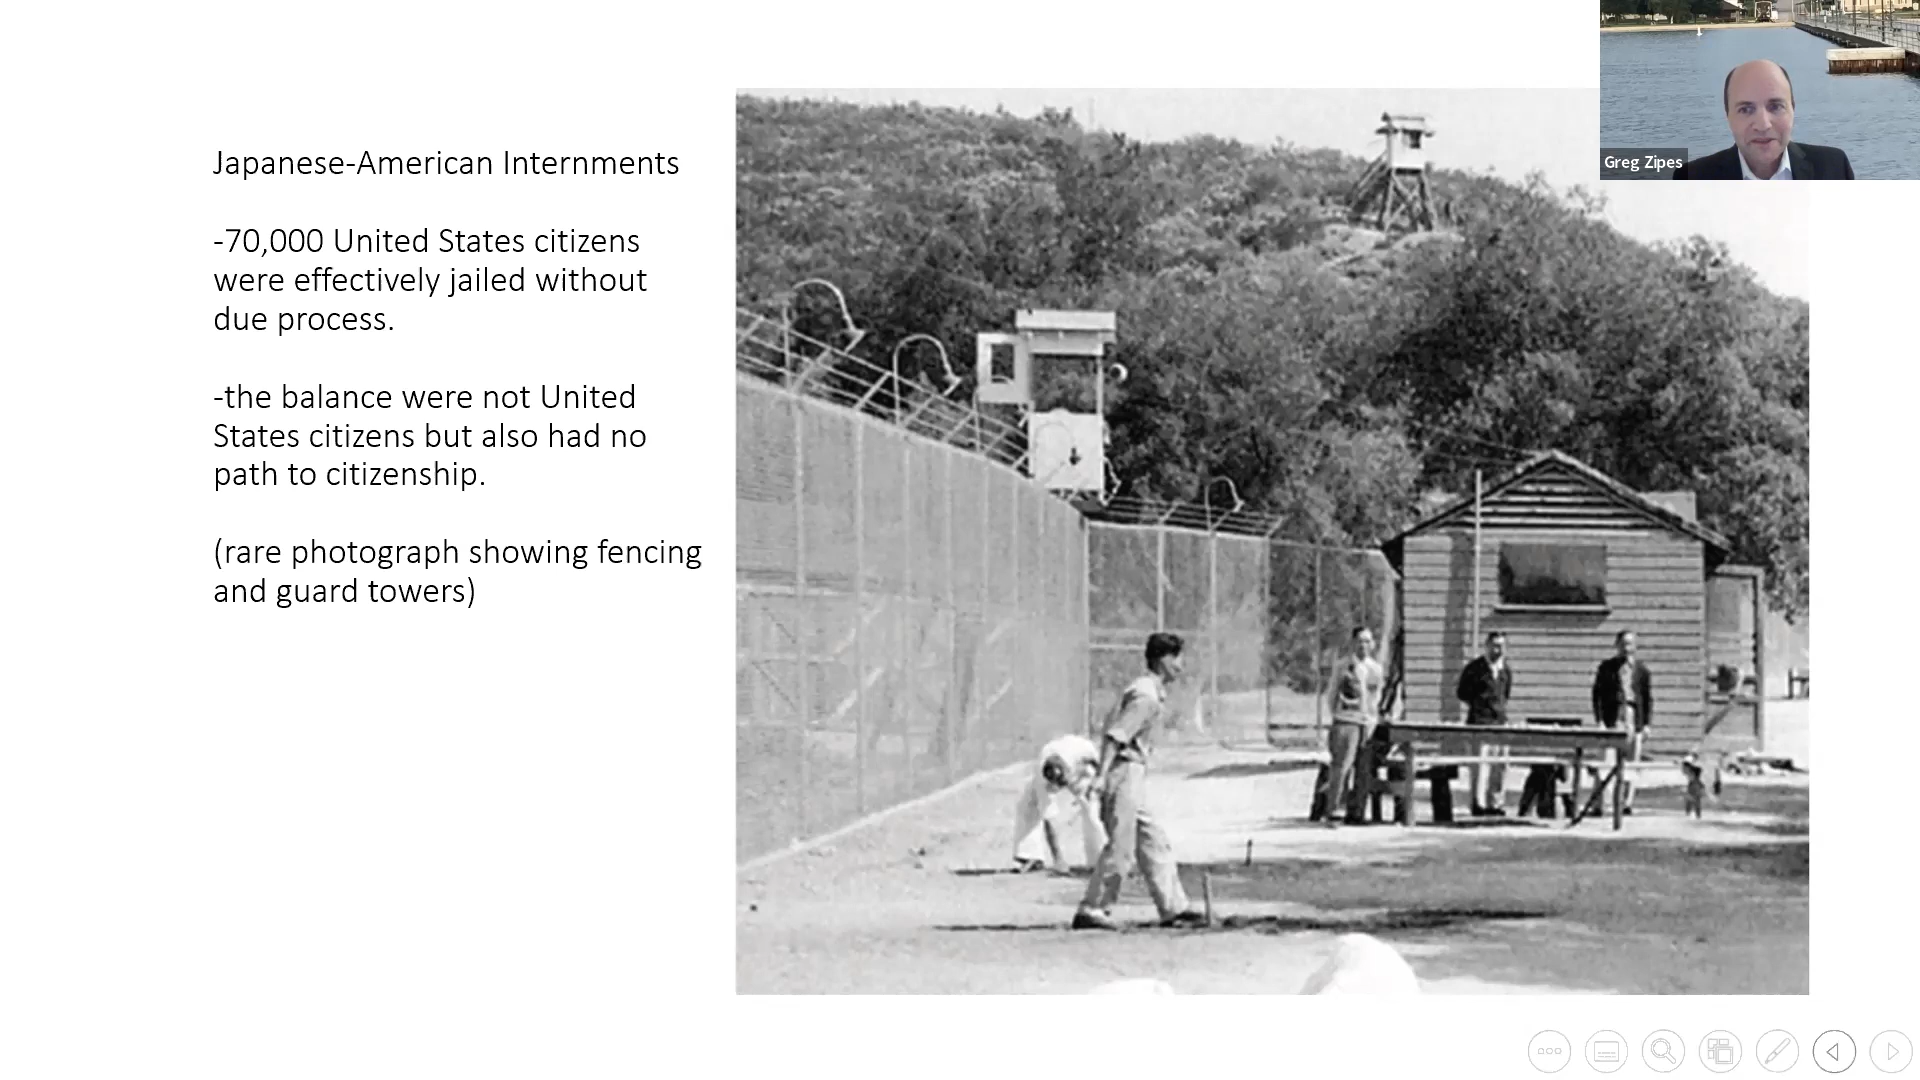 Japanese-American Internments
-70,000 United States citizens
were effectively jailed without
due process.
-the balance were not United
States citizens but also had no
path to citizenship.
(rare photograph showing fencing
and guard towers)
Greg Zipes